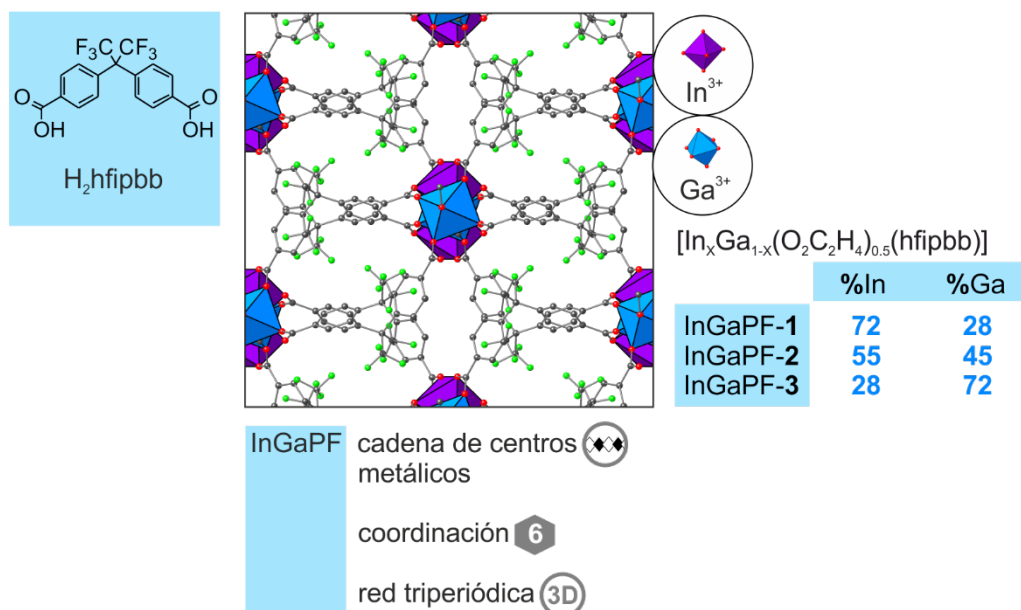 F₃C CF₃
O
OH
O
OH
H₂hfipbb
In³⁺
Ga³⁺
[InₓGa₁₋ₓ(O₂C₂H₄)₀.₅(hfipbb)]
%In %Ga
InGaPF-1 72 28
InGaPF-2 55 45
InGaPF-3 28 72
InGaPF
cadena de centros
metálicos
coordinación 6
red triperiódica 3D